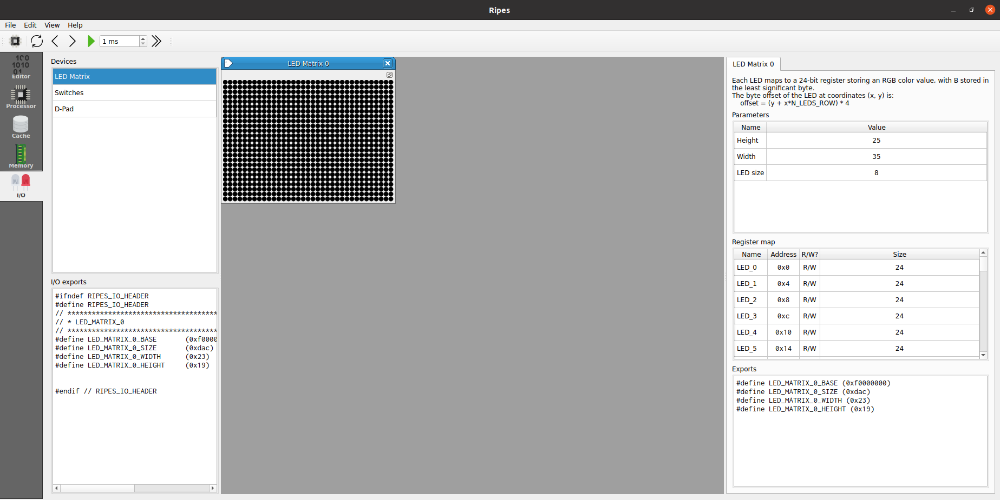 Ripes
File Edit View Help
1 ms
100
1010
01
Editor
Processor
Cache
Memory
I/O
Devices
LED Matrix
Switches
D-Pad
I/O exports
#ifndef RIPES_IO_HEADER
#define RIPES_IO_HEADER
// *************************************
// * LED_MATRIX_0
// *************************************
#define LED_MATRIX_0_BASE (0xf0000
#define LED_MATRIX_0_SIZE (0xdac)
#define LED_MATRIX_0_WIDTH (0x23)
#define LED_MATRIX_0_HEIGHT (0x19)
#endif // RIPES_IO_HEADER
LED Matrix 0
LED Matrix 0
Each LED maps to a 24-bit register storing an RGB color value, with B stored in
the least significant byte.
The byte offset of the LED at coordinates (x, y) is:
offset = (y + x*N_LEDS_ROW) * 4
Parameters
Name Value
Height 25
Width 35
LED size 8
Register map
Name Address R/W? Size
LED_0 0x0 R/W 24
LED_1 0x4 R/W 24
LED_2 0x8 R/W 24
LED_3 0xc R/W 24
LED_4 0x10 R/W 24
LED_5 0x14 R/W 24
Exports
#define LED_MATRIX_0_BASE (0xf0000000)
#define LED_MATRIX_0_SIZE (0xdac)
#define LED_MATRIX_0_WIDTH (0x23)
#define LED_MATRIX_0_HEIGHT (0x19)